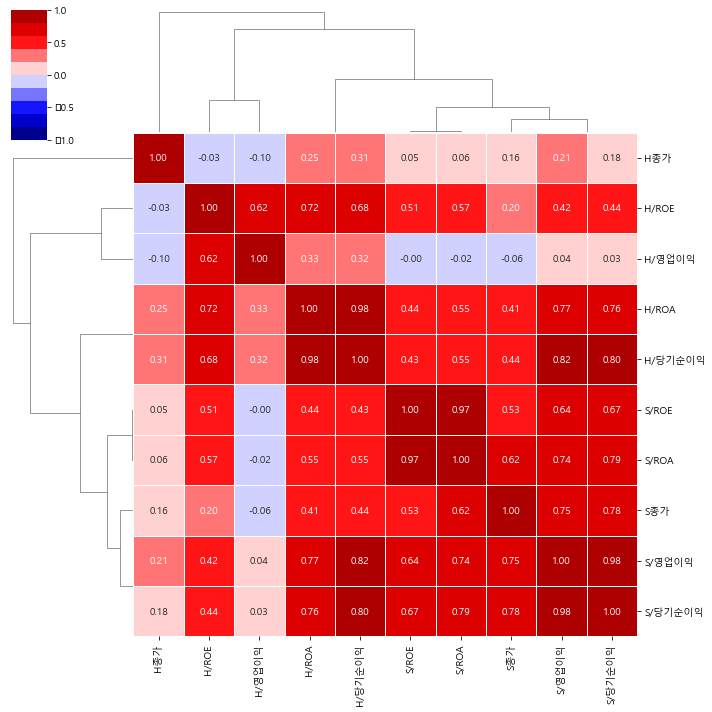 1.0
0.5
0.0
□0.5
□1.0
1.00 -0.03 -0.10 0.25 0.31 0.05 0.06 0.16 0.21 0.18 H종가
-0.03 1.00 0.62 0.72 0.68 0.51 0.57 0.20 0.42 0.44 H/ROE
-0.10 0.62 1.00 0.33 0.32 -0.00 -0.02 -0.06 0.04 0.03 H/영업이익
0.25 0.72 0.33 1.00 0.98 0.44 0.55 0.41 0.77 0.76 H/ROA
0.31 0.68 0.32 0.98 1.00 0.43 0.55 0.44 0.82 0.80 H/당기순이익
0.05 0.51 -0.00 0.44 0.43 1.00 0.97 0.53 0.64 0.67 S/ROE
0.06 0.57 -0.02 0.55 0.55 0.97 1.00 0.62 0.74 0.79 S/ROA
0.16 0.20 -0.06 0.41 0.44 0.53 0.62 1.00 0.75 0.78 S종가
0.21 0.42 0.04 0.77 0.82 0.64 0.74 0.75 1.00 0.98 S/영업이익
0.18 0.44 0.03 0.76 0.80 0.67 0.79 0.78 0.98 1.00 S/당기순이익
H종가
H/ROE
H/영업이익
H/ROA
H/당기순이익
S/ROE
S/ROA
S종가
S/영업이익
S/당기순이익